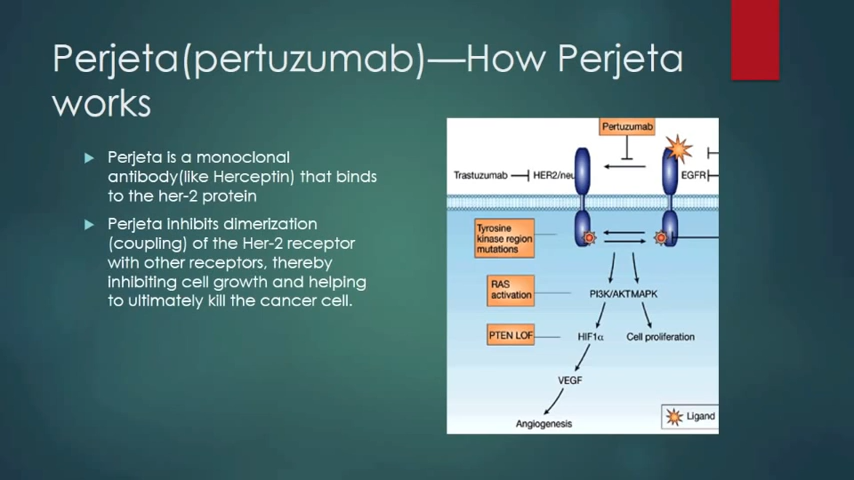 Perjeta(pertuzumab)—How Perjeta
works
Perjeta is a monoclonal
antibody(like Herceptin) that binds
to the her-2 protein
Perjeta inhibits dimerization
(coupling) of the Her-2 receptor
with other receptors, thereby
inhibiting cell growth and helping
to ultimately kill the cancer cell.
Pertuzumab
Trastuzumab
HER2/neu
EGFR
Tyrosine
kinase region
mutations
RAS
activation
PI3K/AKT
MAPK
PTEN LOF
HIF1α
Cell proliferation
VEGF
Ligand
Angiogenesis